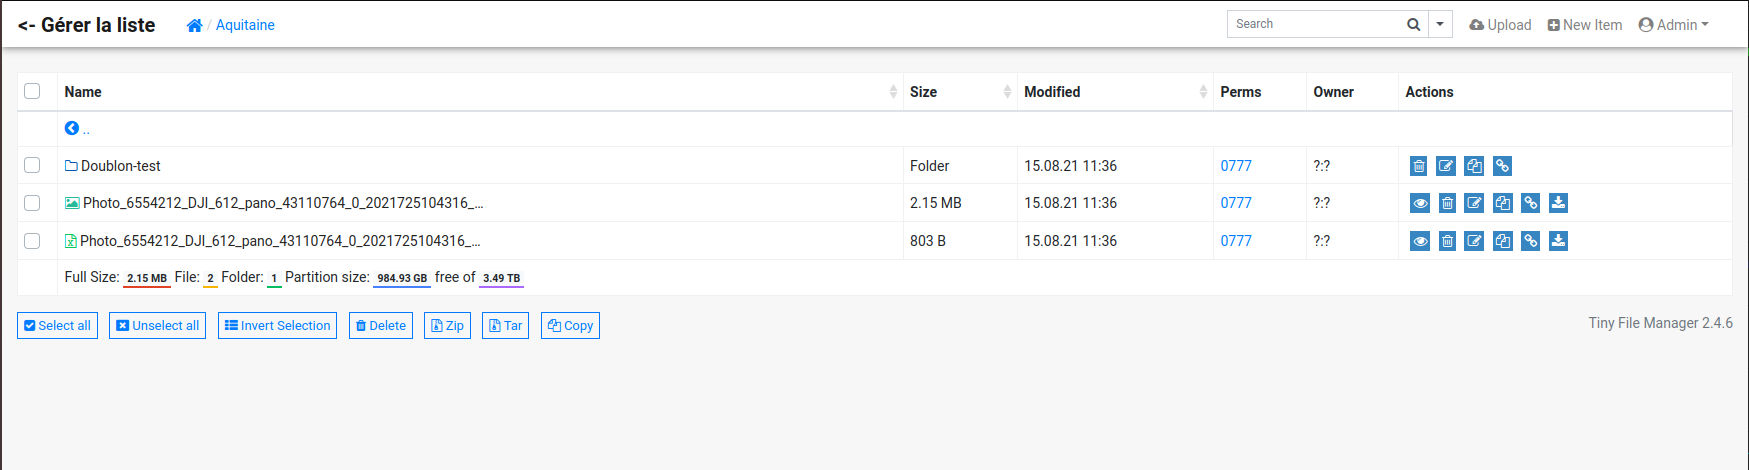 <- Gérer la liste / Aquitaine Search Upload New Item Admin
Name Size Modified Perms Owner Actions
..
Doublon-test Folder 15.08.21 11:36 0777 ?:?
Photo_6554212_DJI_612_pano_43110764_0_2021725104316_... 2.15 MB 15.08.21 11:36 0777 ?:?
Photo_6554212_DJI_612_pano_43110764_0_2021725104316_... 803 B 15.08.21 11:36 0777 ?:?
Full Size: 2.15 MB File: 2 Folder: 1 Partition size: 984.93 GB free of 3.49 TB
Select all Unselect all Invert Selection Delete Zip Tar Copy Tiny File Manager 2.4.6